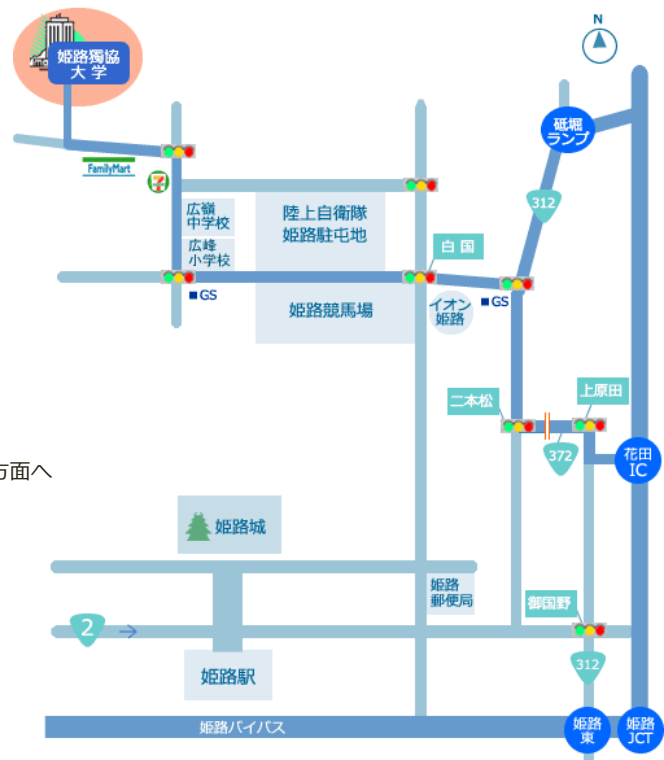 N
姫路獨協
大 学
砥堀
ランプ
FamilyMart
7
312
広嶺
中学校
陸上自衛隊
姫路駐屯地
広峰
小学校
白 国
GS
姫路競馬場
イオン
姫路
GS
二本松
上原田
372
花田
IC
方面へ
姫路城
姫路
郵便局
御国野
2
→
312
姫路駅
姫路バイパス
姫路
東
姫路
JCT